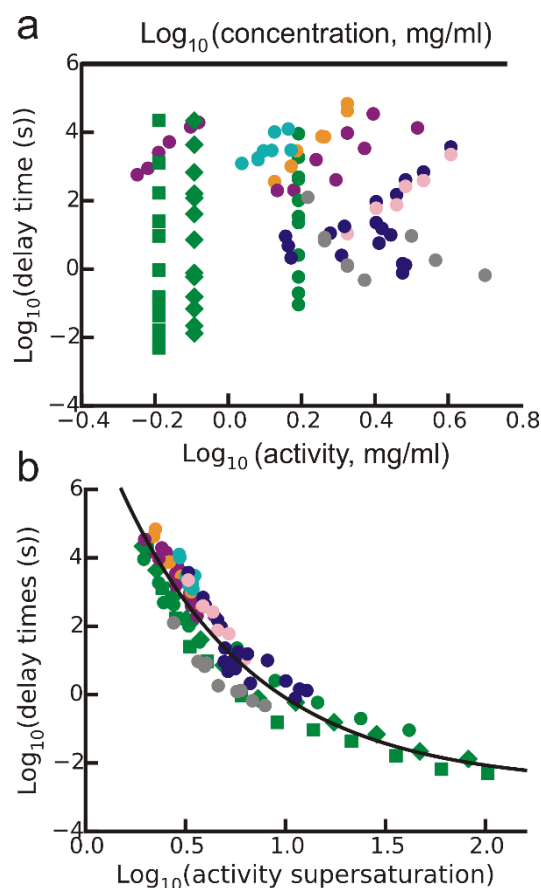 a
Log₁₀(concentration, mg/ml)
6
4
2
0
−2
−4
−0.4 −0.2 0.0 0.2 0.4 0.6 0.8
Log₁₀(delay time (s))
Log₁₀(activity, mg/ml)
b
6
4
2
0
−2
−4
0.0 0.5 1.0 1.5 2.0
Log₁₀(delay times (s))
Log₁₀(activity supersaturation)